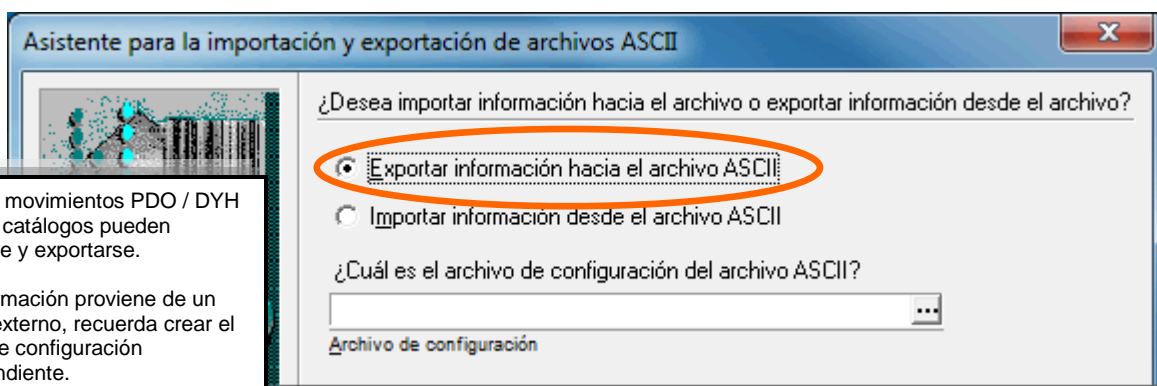 Asistente para la importación y exportación de archivos ASCII
¿Desea importar información hacia el archivo o exportar información desde el archivo?
Exportar información hacia el archivo ASCII
Importar información desde el archivo ASCII
¿Cuál es el archivo de configuración del archivo ASCII?
...
Archivo de configuración
movimientos PDO / DYH
catálogos pueden
e y exportarse.
rmación proviene de un
externo, recuerda crear el
e configuración
ndiente.